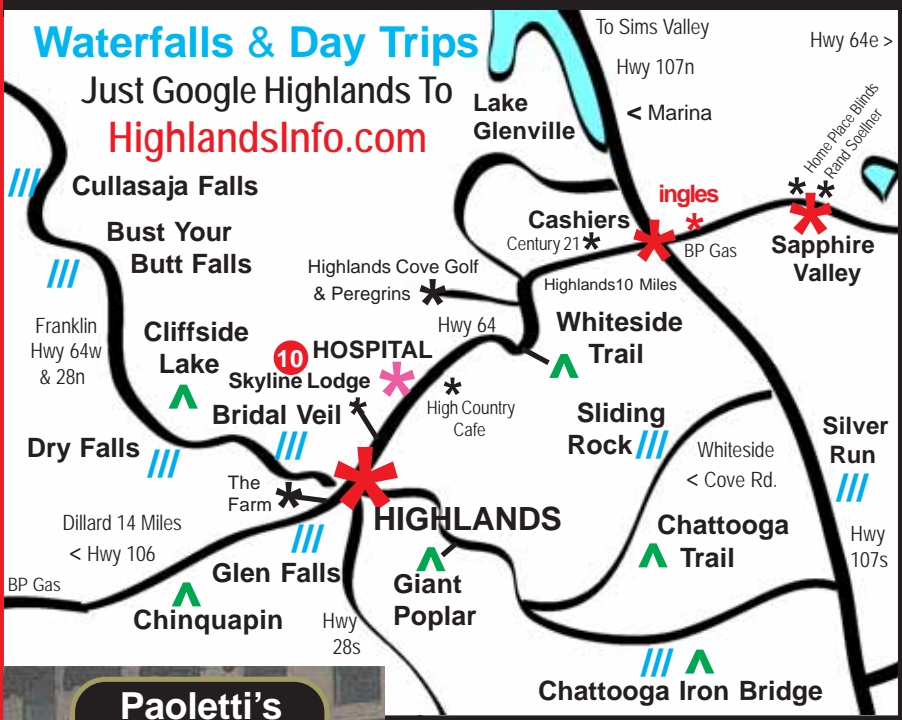 Waterfalls & Day Trips
Just Google Highlands To
HighlandsInfo.com
To Sims Valley
Hwy 64e >
Hwy 107n
Lake
Glenville
< Marina
Home Place Blinds
Rand Soellner
Cullasaja Falls
ingles
Cashiers
Century 21
BP Gas
Sapphire
Valley
Bust Your
Butt Falls
Highlands Cove Golf
& Peregrins
Highlands10 Miles
Franklin
Hwy 64w
& 28n
Cliffside
Lake
Hwy 64
Whiteside
Trail
10 HOSPITAL
Skyline Lodge
High Country
Cafe
Bridal Veil
Sliding
Rock
Silver
Run
Dry Falls
Whiteside
< Cove Rd.
The
Farm
HIGHLANDS
Dillard 14 Miles
< Hwy 106
Chattooga
Trail
Hwy
107s
Glen Falls
BP Gas
Giant
Poplar
Chinquapin
Hwy
28s
Chattooga Iron Bridge
Paoletti's